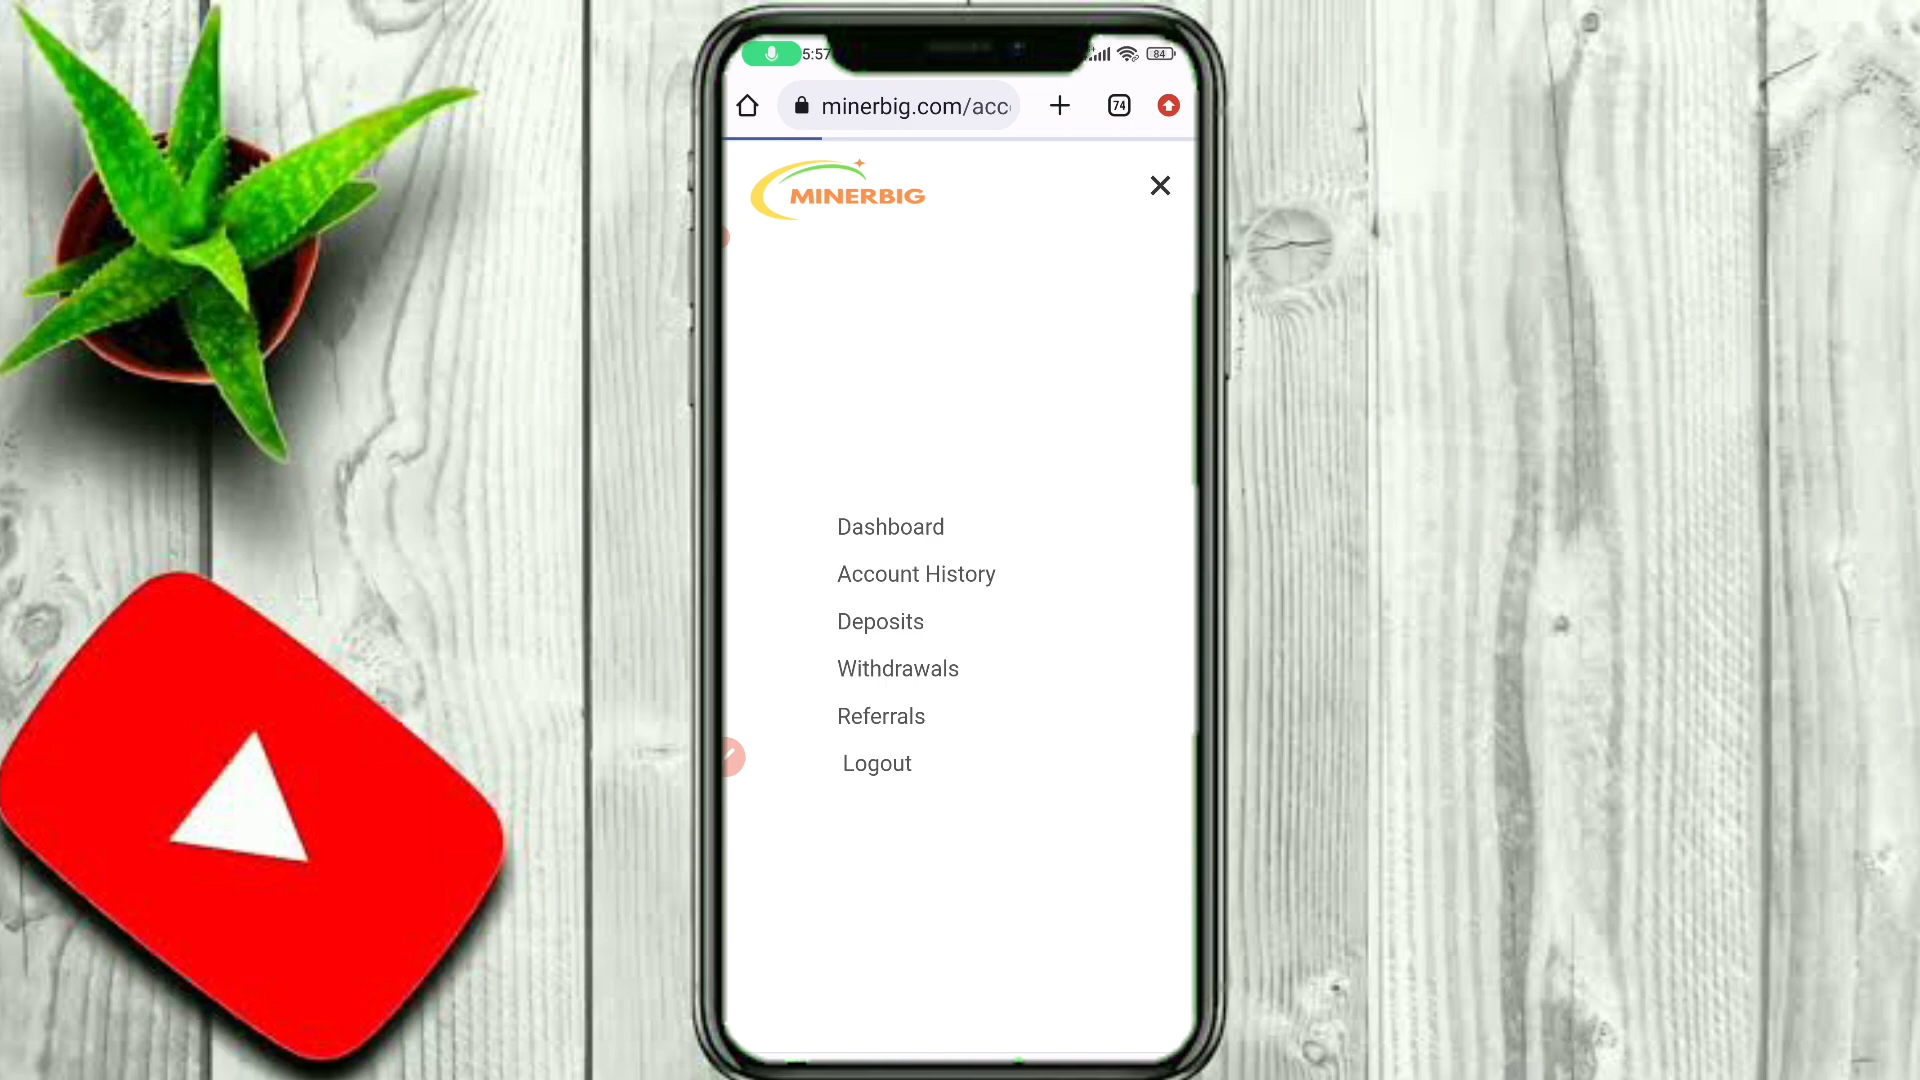 5:57
84
minerbig.com/acc
74
MINERBIG
Dashboard
Account History
Deposits
Withdrawals
Referrals
Logout